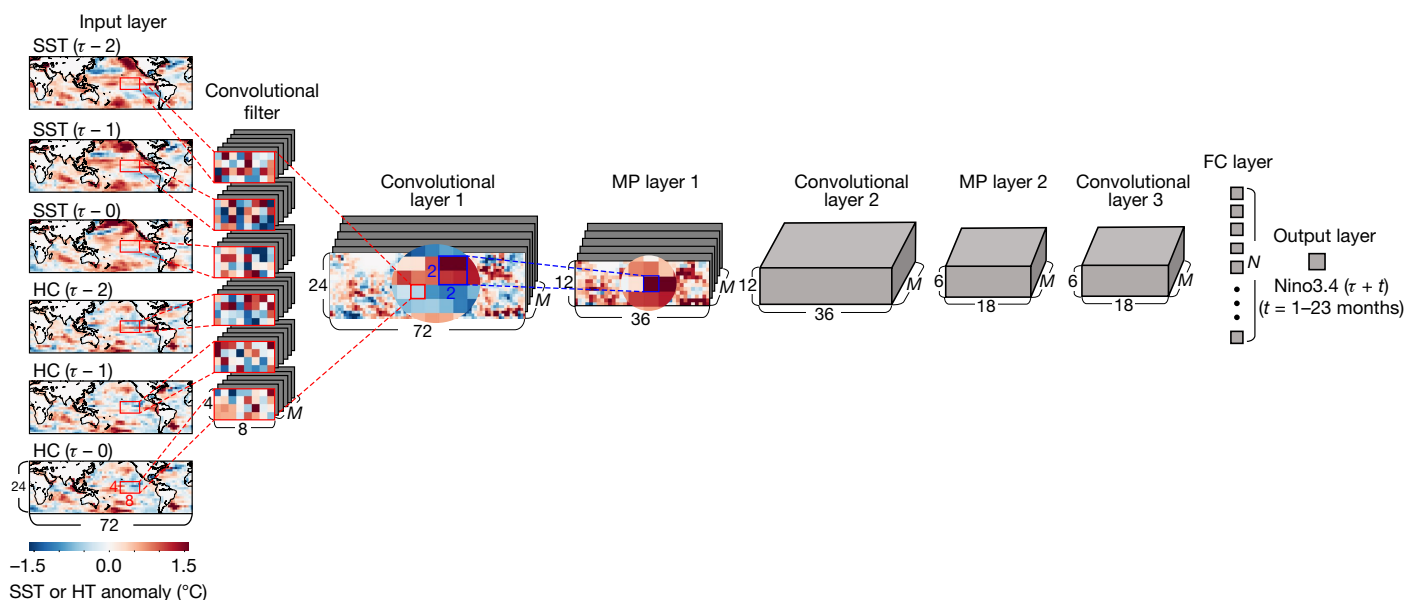 Input layer
SST (τ − 2)
SST (τ − 1)
SST (τ − 0)
HC (τ − 2)
HC (τ − 1)
HC (τ − 0)
24
4
8
72
−1.5 0.0 1.5
SST or HT anomaly (°C)
Convolutional
filter
4
8
M
Convolutional
layer 1
24
2
2
72
M
MP layer 1
12
36
M
Convolutional
layer 2
12
36
M
MP layer 2
6
18
M
Convolutional
layer 3
6
18
M
FC layer
N
Output layer
Nino3.4 (τ + t)
(t = 1–23 months)